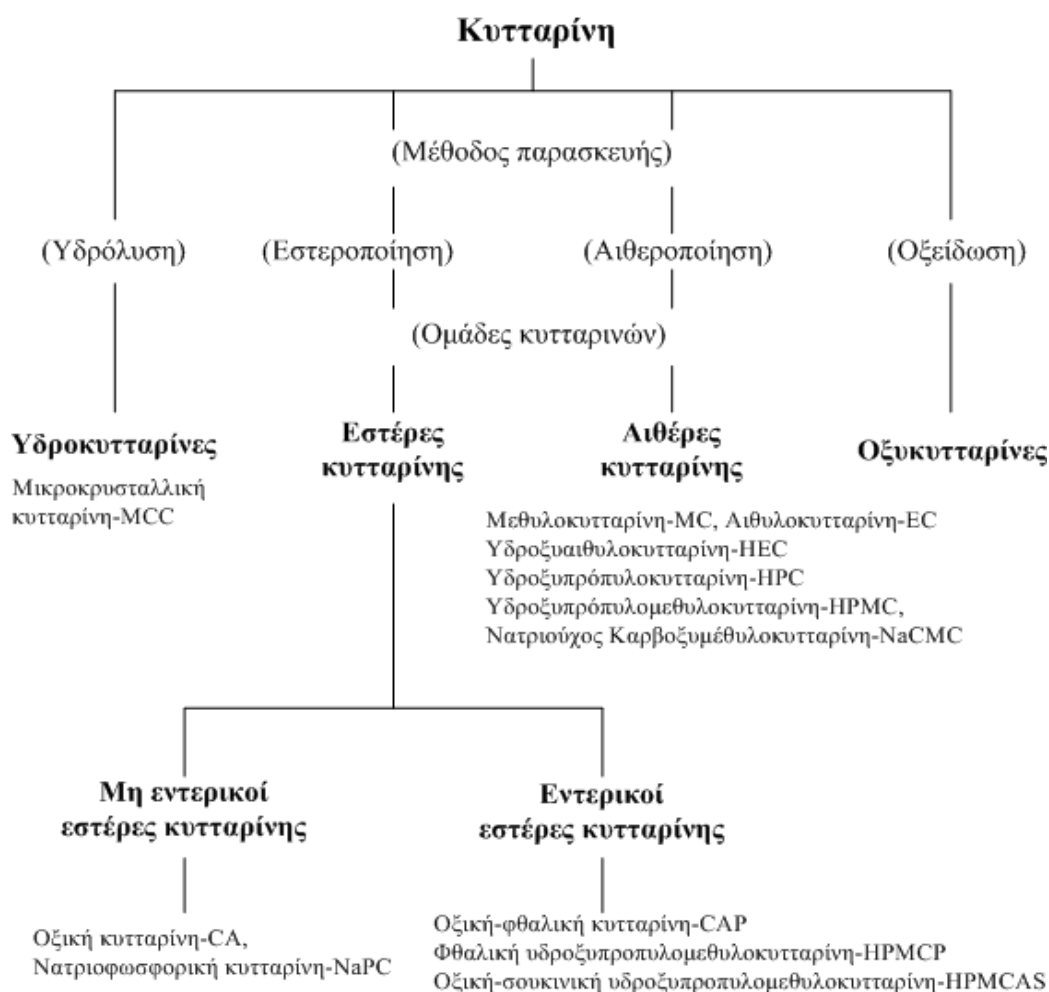 Κυτταρίνη
(Μέθοδος παρασκευής)
(Υδρόλυση)
(Εστεροποίηση)
(Αιθεροποίηση)
(Οξείδωση)
(Ομάδες κυτταρινών)
Υδροκυτταρίνες
Μικροκρυσταλλική
κυτταρίνη-MCC
Εστέρες
κυτταρίνης
Αιθέρες
κυτταρίνης
Μεθυλοκυτταρίνη-MC, Αιθυλοκυτταρίνη-EC
Υδροξυαιθυλοκυτταρίνη-HEC
Υδροξυπρόπυλοκυτταρίνη-HPC
Υδροξυπρόπυλομεθυλοκυτταρίνη-HPMC,
Νατριούχος Καρβοξυμέθυλοκυτταρίνη-NaCMC
Οξυκυτταρίνες
Μη εντερικοί
εστέρες κυτταρίνης
Οξική κυτταρίνη-CA,
Νατριοφωσφορική κυτταρίνη-NaPC
Εντερικοί
εστέρες κυτταρίνης
Οξική-φθαλική κυτταρίνη-CAP
Φθαλική υδροξυπροπυλομεθυλοκυτταρίνη-HPMCP
Οξική-σουκινική υδροξυπροπυλομεθυλοκυτταρίνη-HPMCAS